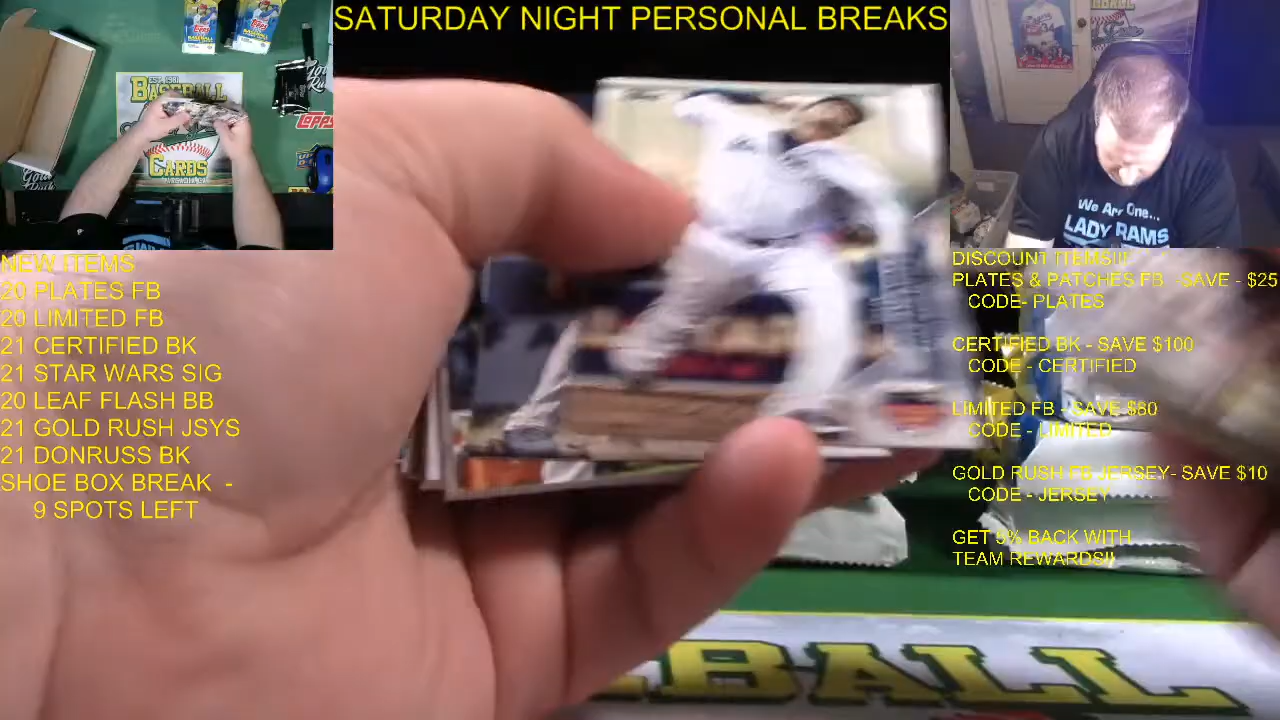 SATURDAY NIGHT PERSONAL BREAKS
EST. 1981
BASEBALL
CARDS
TOPPS
We Are One...
LADY RAMS
NEW ITEMS
20 PLATES FB
20 LIMITED FB
21 CERTIFIED BK
21 STAR WARS SIG
20 LEAF FLASH BB
21 GOLD RUSH JSYS
21 DONRUSS BK
SHOE BOX BREAK -
9 SPOTS LEFT
DISCOUNT ITEMS!!!
PLATES & PATCHES FB -SAVE - $25
CODE- PLATES
CERTIFIED BK - SAVE $100
CODE - CERTIFIED
LIMITED FB - SAVE $80
CODE - LIMITED
GOLD RUSH FB JERSEY- SAVE $10
CODE - JERSEY
GET 5% BACK WITH
TEAM REWARDS!!
BALL